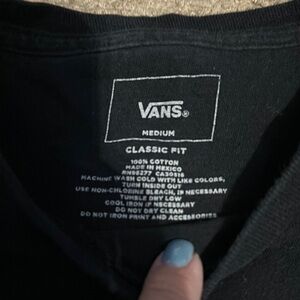 VANS®
MEDIUM
CLASSIC FIT
100% COTTON
MADE IN MEXICO
RN98277 CA30516
MACHINE WASH COLD WITH LIKE COLORS,
TURN INSIDE OUT
USE NON-CHLORINE BLEACH, IF NECESSARY
TUMBLE DRY LOW
COOL IRON IF NECESSARY
DO NOT DRY CLEAN
DO NOT IRON PRINT AND ACCESSORIES